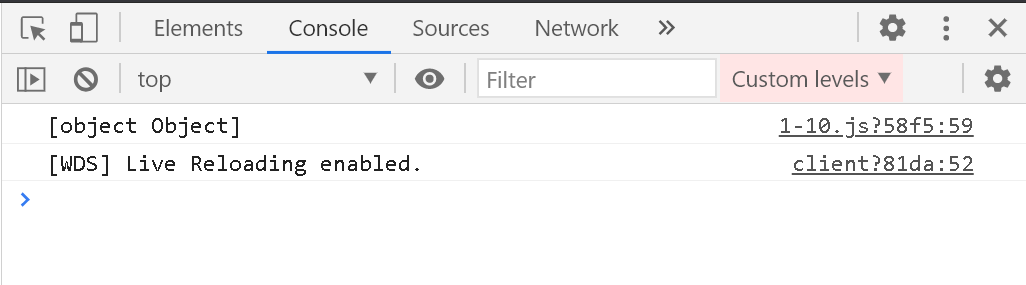 Elements Console Sources Network
top Filter Custom levels
[object Object] 1-10.js?58f5:59
[WDS] Live Reloading enabled. client?81da:52